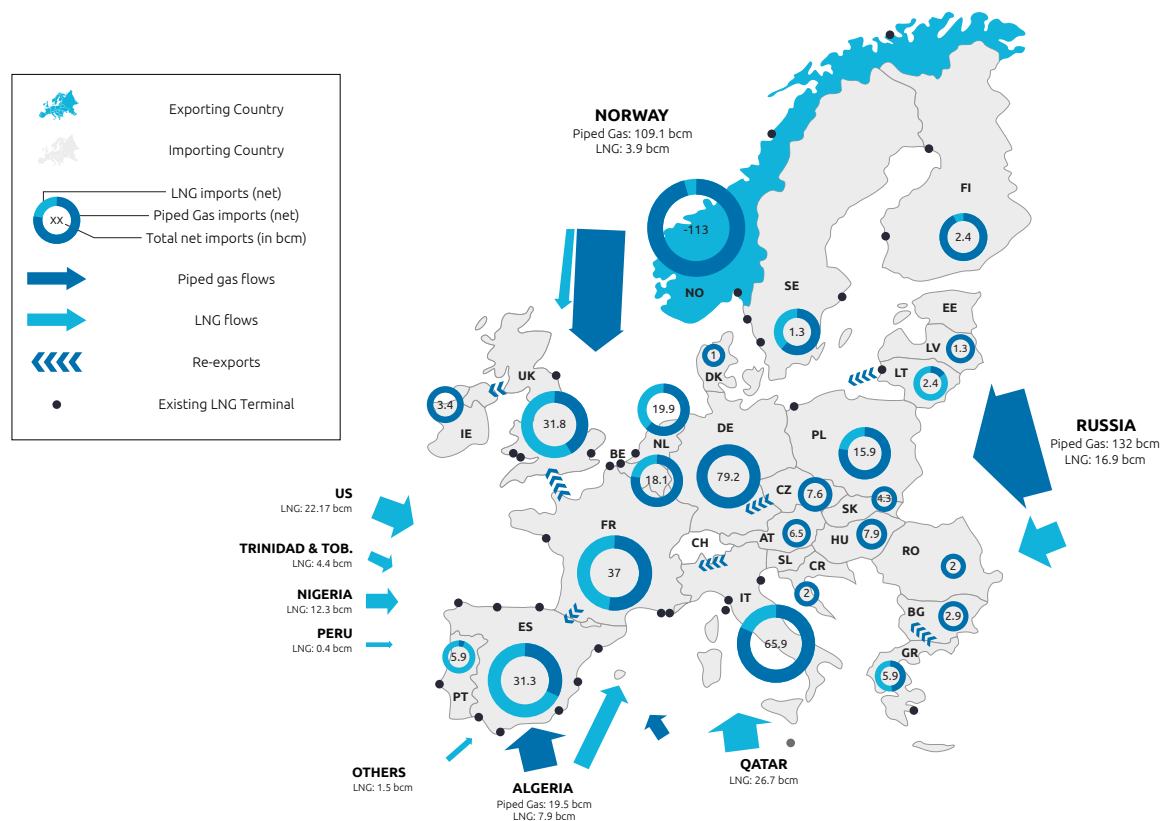 Exporting Country
Importing Country
LNG imports (net)
xx
Piped Gas imports (net)
Total net imports (in bcm)
Piped gas flows
LNG flows
Re-exports
Existing LNG Terminal
NORWAY
Piped Gas: 109.1 bcm
LNG: 3.9 bcm
-113
NO
FI
2.4
SE
1.3
EE
LV
1.3
LT
2.4
1
DK
UK
31.8
3.4
IE
19.9
NL
BE
18.1
DE
79.2
PL
15.9
CZ
7.6
SK
4.3
AT
6.5
HU
7.9
RO
2
SL
CR
2
CH
FR
37
IT
65.9
BG
2.9
GR
5.9
ES
31.3
5.9
PT
RUSSIA
Piped Gas: 132 bcm
LNG: 16.9 bcm
US
LNG: 22.17 bcm
TRINIDAD & TOB.
LNG: 4.4 bcm
NIGERIA
LNG: 12.3 bcm
PERU
LNG: 0.4 bcm
OTHERS
LNG: 1.5 bcm
ALGERIA
Piped Gas: 19.5 bcm
LNG: 7.9 bcm
QATAR
LNG: 26.7 bcm